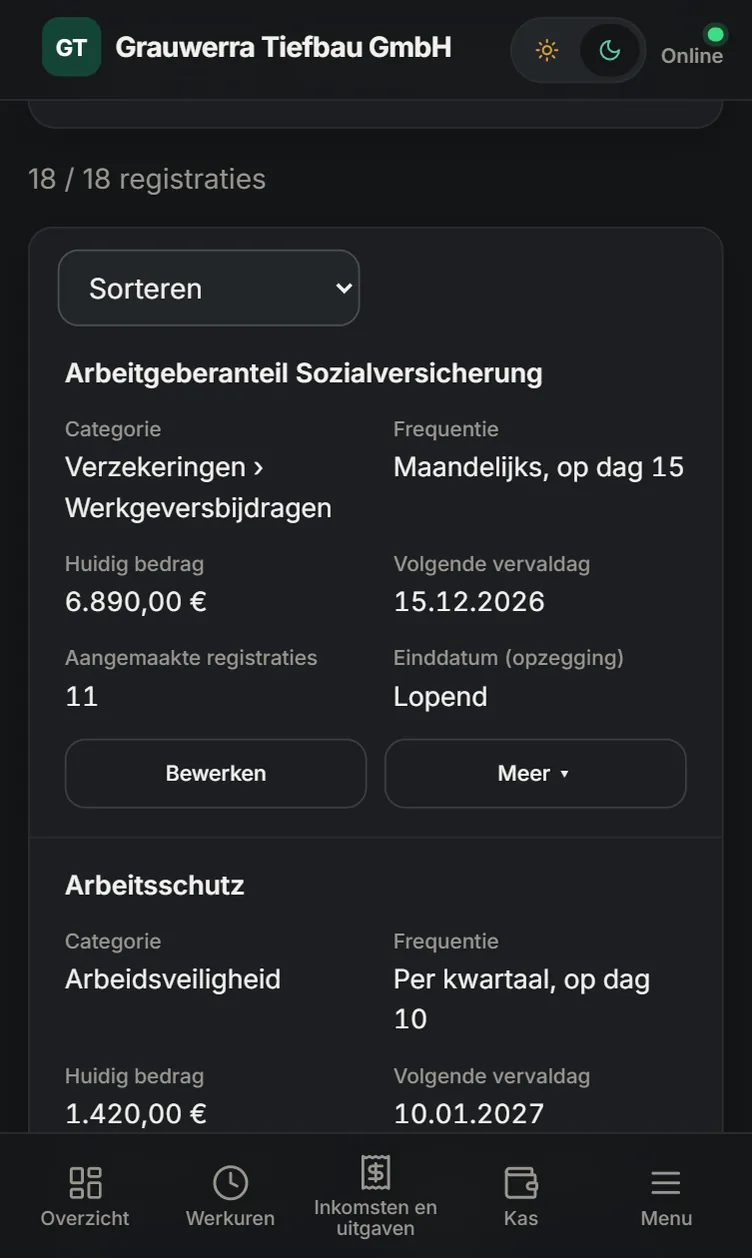 GT Grauwerra Tiefbau GmbH
Online
18 / 18 registraties
Sorteren
Arbeitgeberanteil Sozialversicherung
Categorie
Verzekeringen ›
Werkgeversbijdragen
Frequentie
Maandelijks, op dag 15
Huidig bedrag
6.890,00 €
Volgende vervaldag
15.12.2026
Aangemaakte registraties
11
Einddatum (opzegging)
Lopend
Bewerken
Meer ▾
Arbeitsschutz
Categorie
Arbeidsveiligheid
Frequentie
Per kwartaal, op dag
10
Huidig bedrag
1.420,00 €
Volgende vervaldag
10.01.2027
Overzicht
Werkuren
Inkomsten en
uitgaven
Kas
Menu